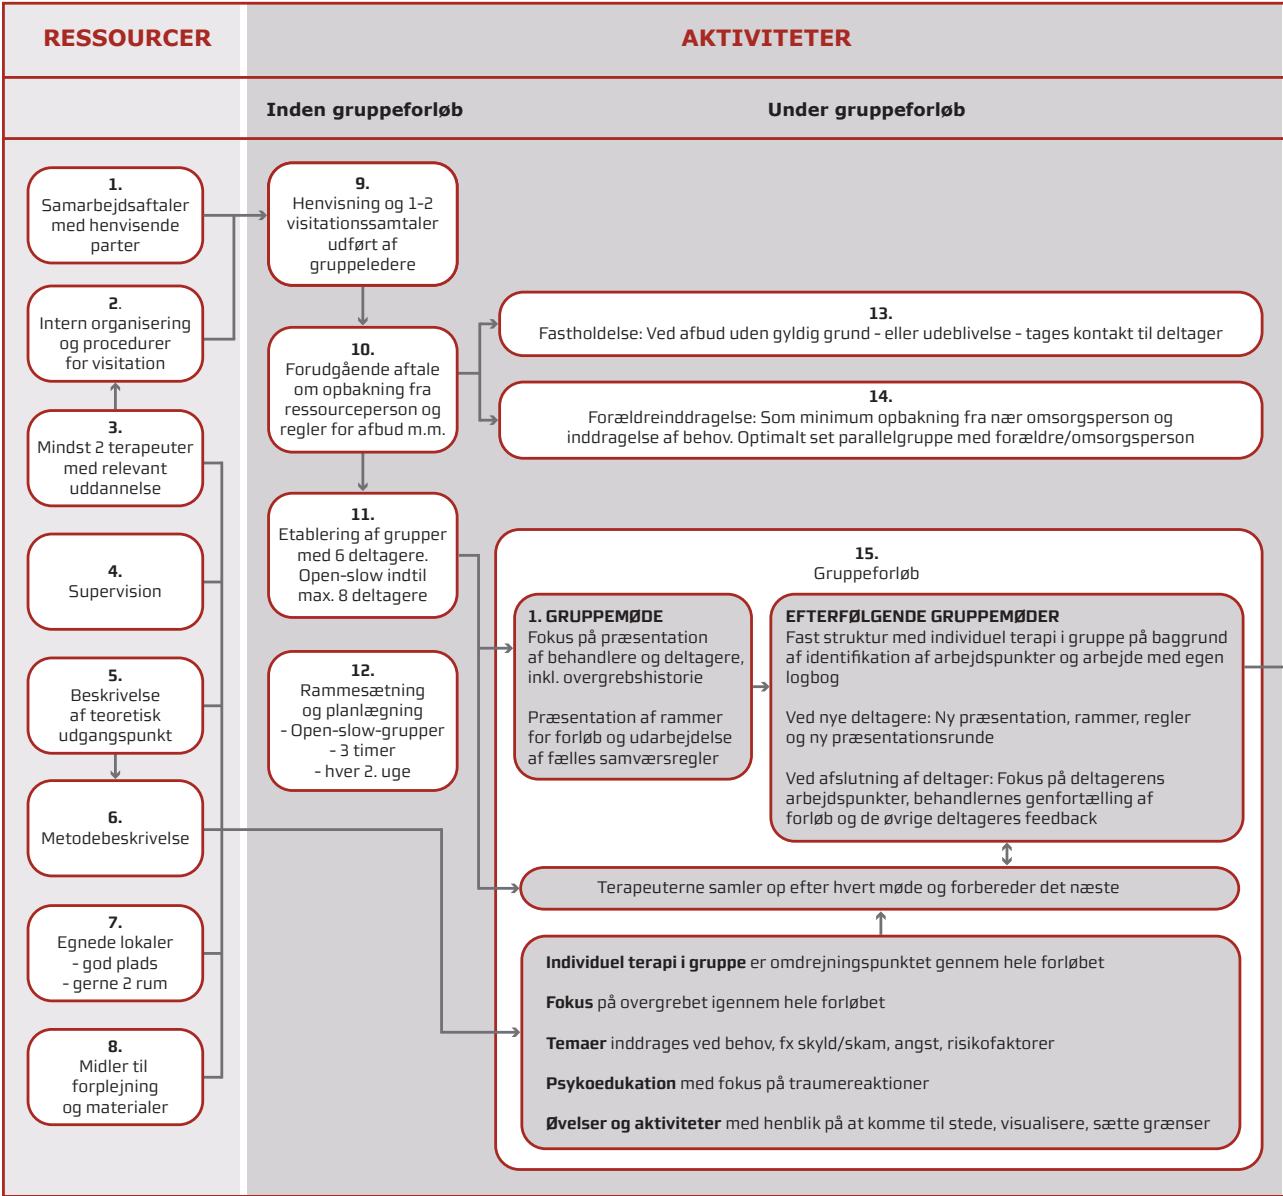 RESSOURCER
AKTIVITETER
Inden gruppeforløb
Under gruppeforløb
1.
Samarbejdsaftaler
med henvisende
parter
2.
Intern organisering
og procedurer
for visitation
3.
Mindst 2 terapeuter
med relevant
uddannelse
4.
Supervision
5.
Beskrivelse
af teoretisk
udgangspunkt
6.
Metodebeskrivelse
7.
Egnede lokaler
- god plads
- gerne 2 rum
8.
Midler til
forplejning
og materialer
9.
Henvisning og 1-2
visitationssamtaler
udført af
gruppeledere
10.
Forudgående aftale
om opbakning fra
ressourceperson og
regler for afbud m.m.
11.
Etablering af grupper
med 6 deltagere.
Open-slow indtil
max. 8 deltagere
12.
Rammesætning
og planlægning
- Open-slow-grupper
- 3 timer
- hver 2. uge
13.
Fastholdelse: Ved afbud uden gyldig grund - eller udeblivelse - tages kontakt til deltager
14.
Forældreinddragelse: Som minimum opbakning fra nær omsorgsperson og
inddragelse af behov. Optimalt set parallelgruppe med forældre/omsorgsperson
15.
Gruppeforløb
1. GRUPPEMØDE
Fokus på præsentation
af behandlere og deltagere,
inkl. overgrebshistorie
Præsentation af rammer
for forløb og udarbejdelse
af fælles samværsregler
EFTERFØLGENDE GRUPPEMØDER
Fast struktur med individuel terapi i gruppe på baggrund
af identifikation af arbejdspunkter og arbejde med egen
logbog
Ved nye deltagere: Ny præsentation, rammer, regler
og ny præsentationsrunde
Ved afslutning af deltager: Fokus på deltagerens
arbejdspunkter, behandlernes genfortælling af
forløb og de øvrige deltageres feedback
Terapeuterne samler op efter hvert møde og forbereder det næste
Individuel terapi i gruppe er omdrejningspunktet gennem hele forløbet
Fokus på overgrebet igennem hele forløbet
Temaer inddrages ved behov, fx skyld/skam, angst, risikofaktorer
Psykoedukation med fokus på traumereaktioner
Øvelser og aktiviteter med henblik på at komme til stede, visualisere, sætte grænser